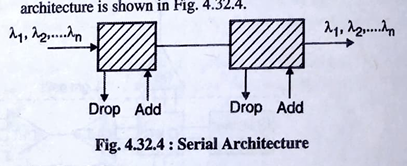 architecture is shown in Fig. 4.32.4.
λ1, λ2,....λn
λ1, λ2,....λn
Drop Add
Drop Add
Fig. 4.32.4 : Serial Architecture